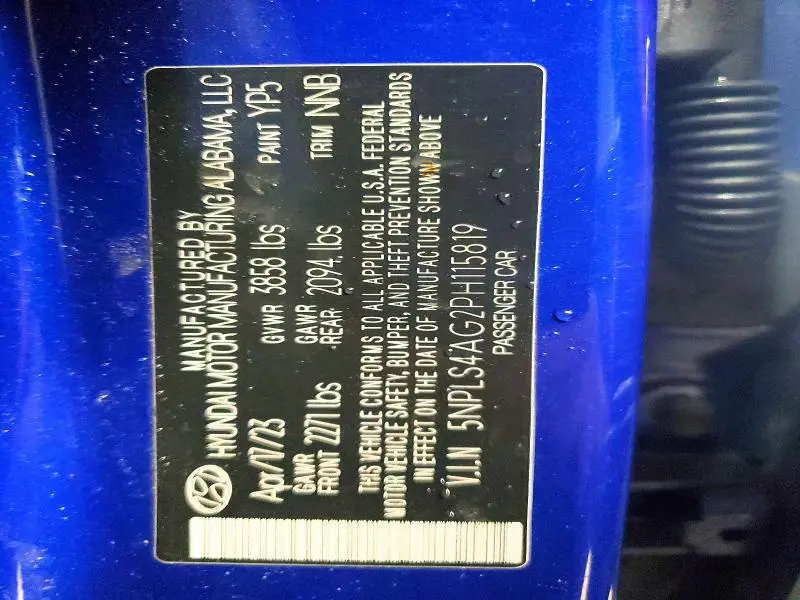 MANUFACTURED BY
HYUNDAI MOTOR MANUFACTURING ALABAMA, LLC
Apr/17/23 GVWR 3858 lbs PAINT YP5
GAWR FRONT 2271 lbs GAWR REAR 2094 lbs TRIM NNB
THIS VEHICLE CONFORMS TO ALL APPLICABLE U.S.A. FEDERAL
MOTOR VEHICLE SAFETY, BUMPER, AND THEFT PREVENTION STANDARDS
IN EFFECT ON THE DATE OF MANUFACTURE SHOWN ABOVE
V.I.N 5NPLS4AG2PH115819
PASSENGER CAR